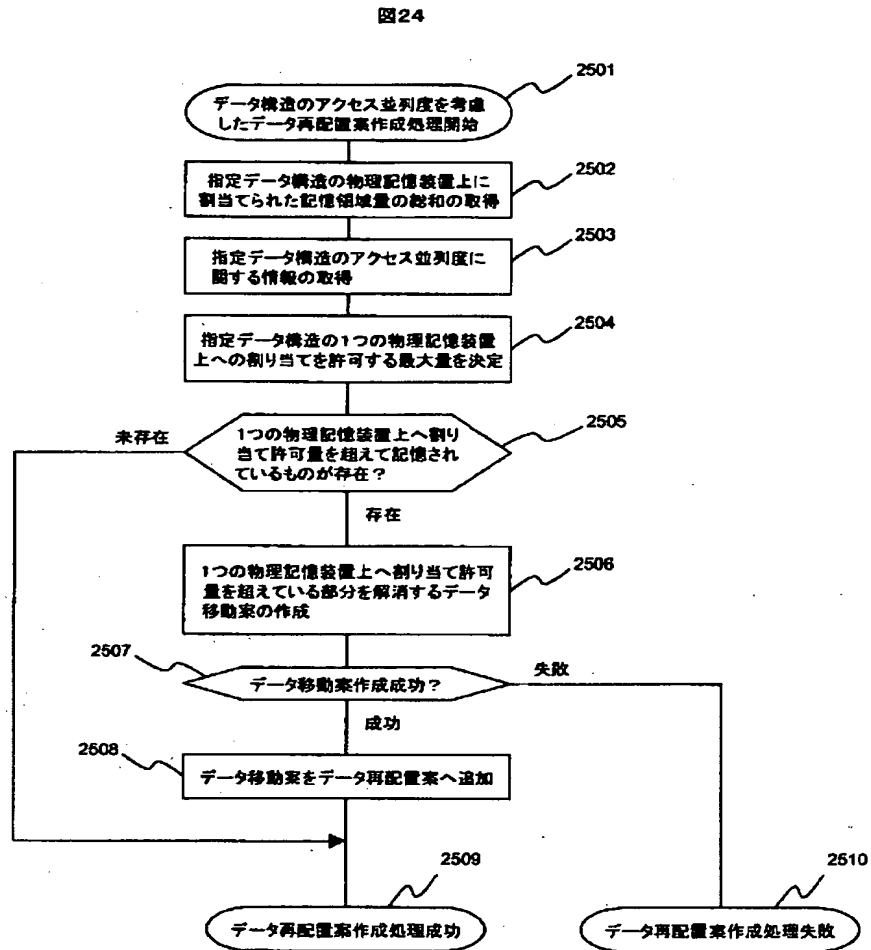 図24
2501
データ構造のアクセス並列度を考慮
したデータ再配置案作成処理開始
2502
指定データ構造の物理記憶装置上に
割当てられた記憶領域量の総和の取得
2503
指定データ構造のアクセス並列度に
関する情報の取得
2504
指定データ構造の1つの物理記憶装置
上への割り当てを許可する最大量を決定
2505
未存在
1つの物理記憶装置上へ割り
当て許可量を超えて記憶され
ているものが存在？
存在
2506
1つの物理記憶装置上へ割り当て許可
量を超えている部分を解消するデータ
移動案の作成
2507
データ移動案作成成功？
失敗
成功
2508
データ移動案をデータ再配置案へ追加
2509
2510
データ再配置案作成処理成功
データ再配置案作成処理失敗